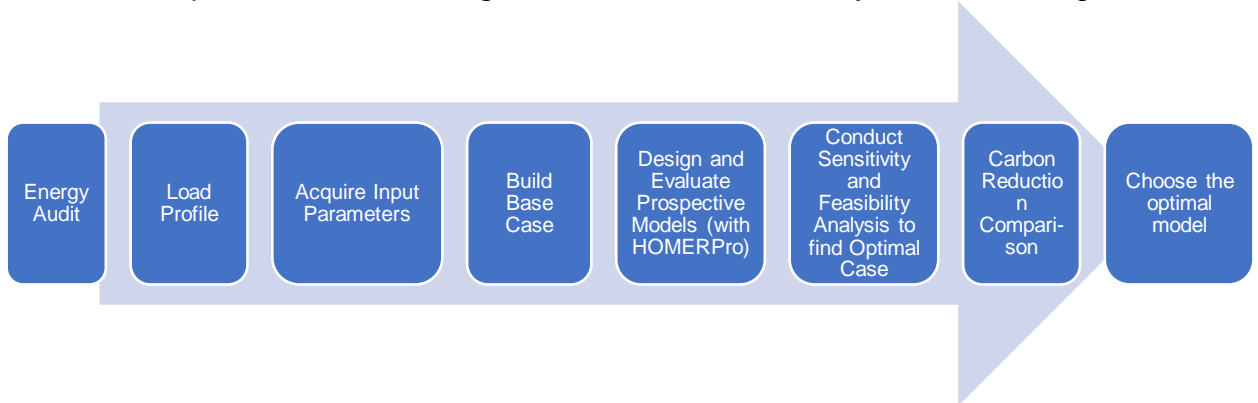 Energy
Audit
Load
Profile
Acquire Input
Parameters
Build
Base
Case
Design and
Evaluate
Prospective
Models (with
HOMERPro)
Conduct
Sensitivity
and
Feasibility
Analysis to
find Optimal
Case
Carbon
Reductio
n
Compari-
son
Choose the
optimal
model